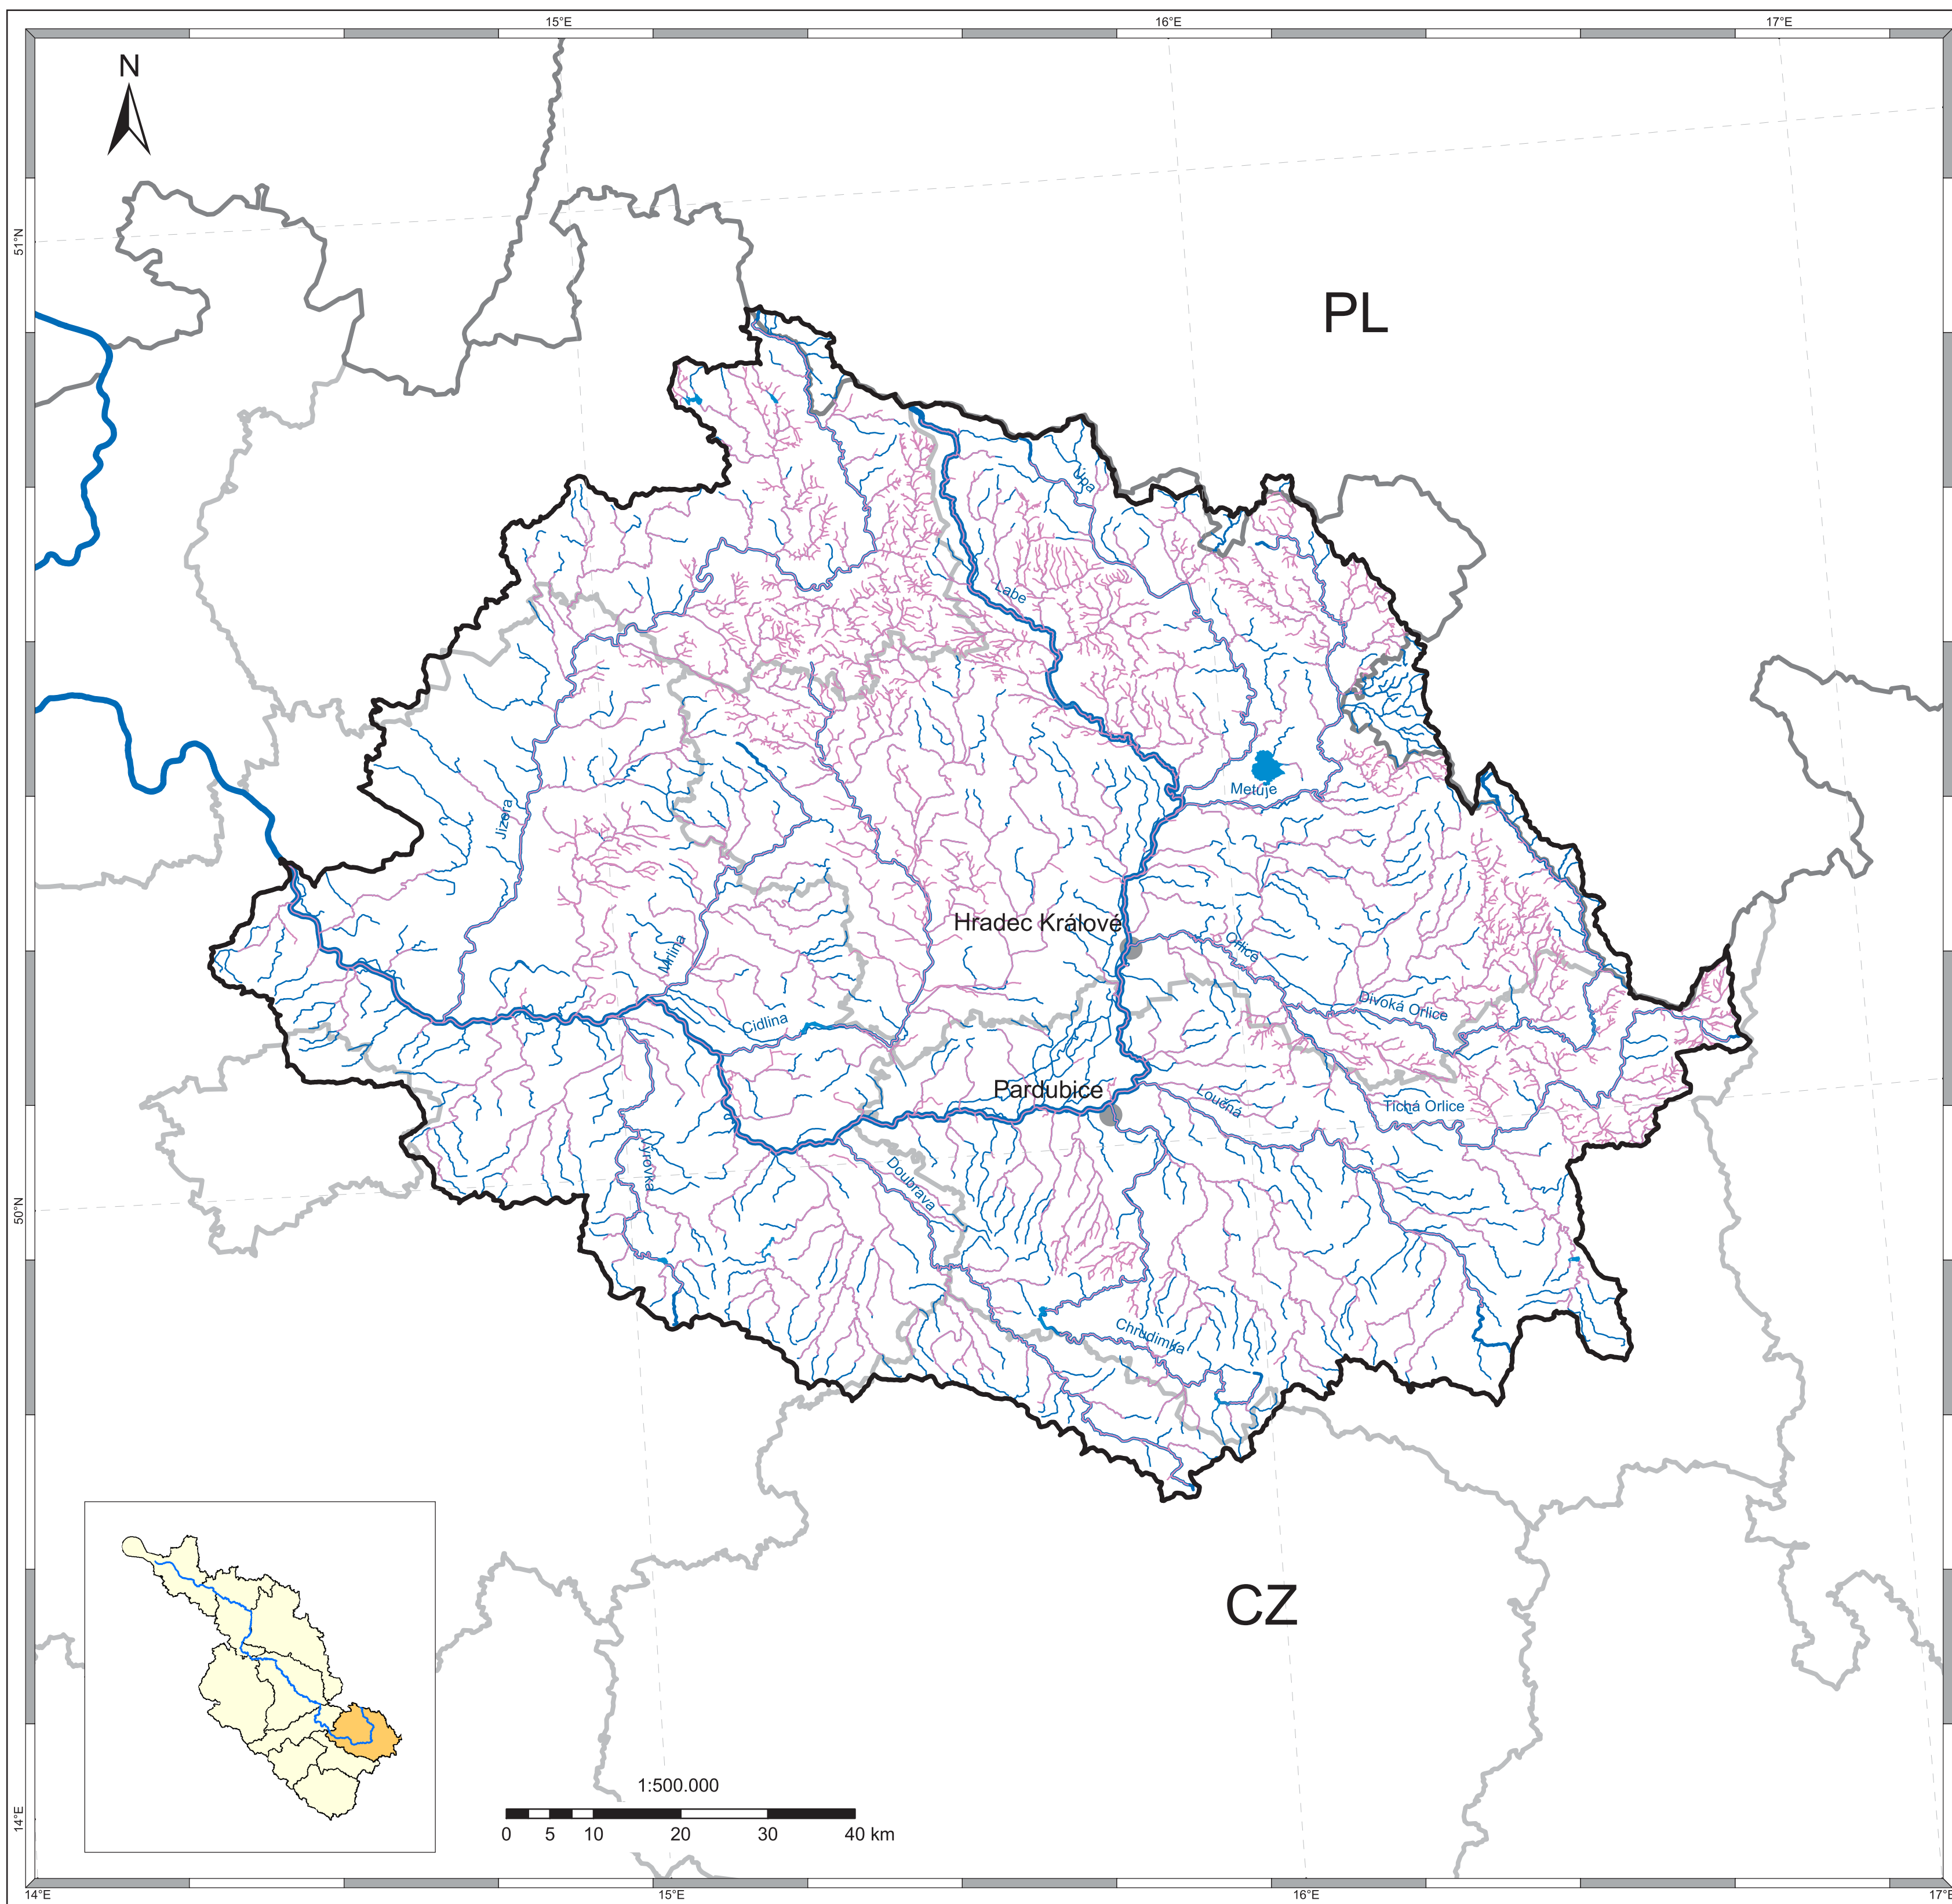 15°E
16°E
17°E
N
51°N
PL
Úpa
Labe
Metuje
Jizera
Hradec Králové
Orlice
Mrlina
Divoká Orlice
Cidlina
Pardubice
Loučná
Tichá Orlice
Výrovka
Doubrava
50°N
Chrudimka
CZ
1:500.000
0 5 10 20 30 40 km
14°E
14°E
15°E
16°E
17°E